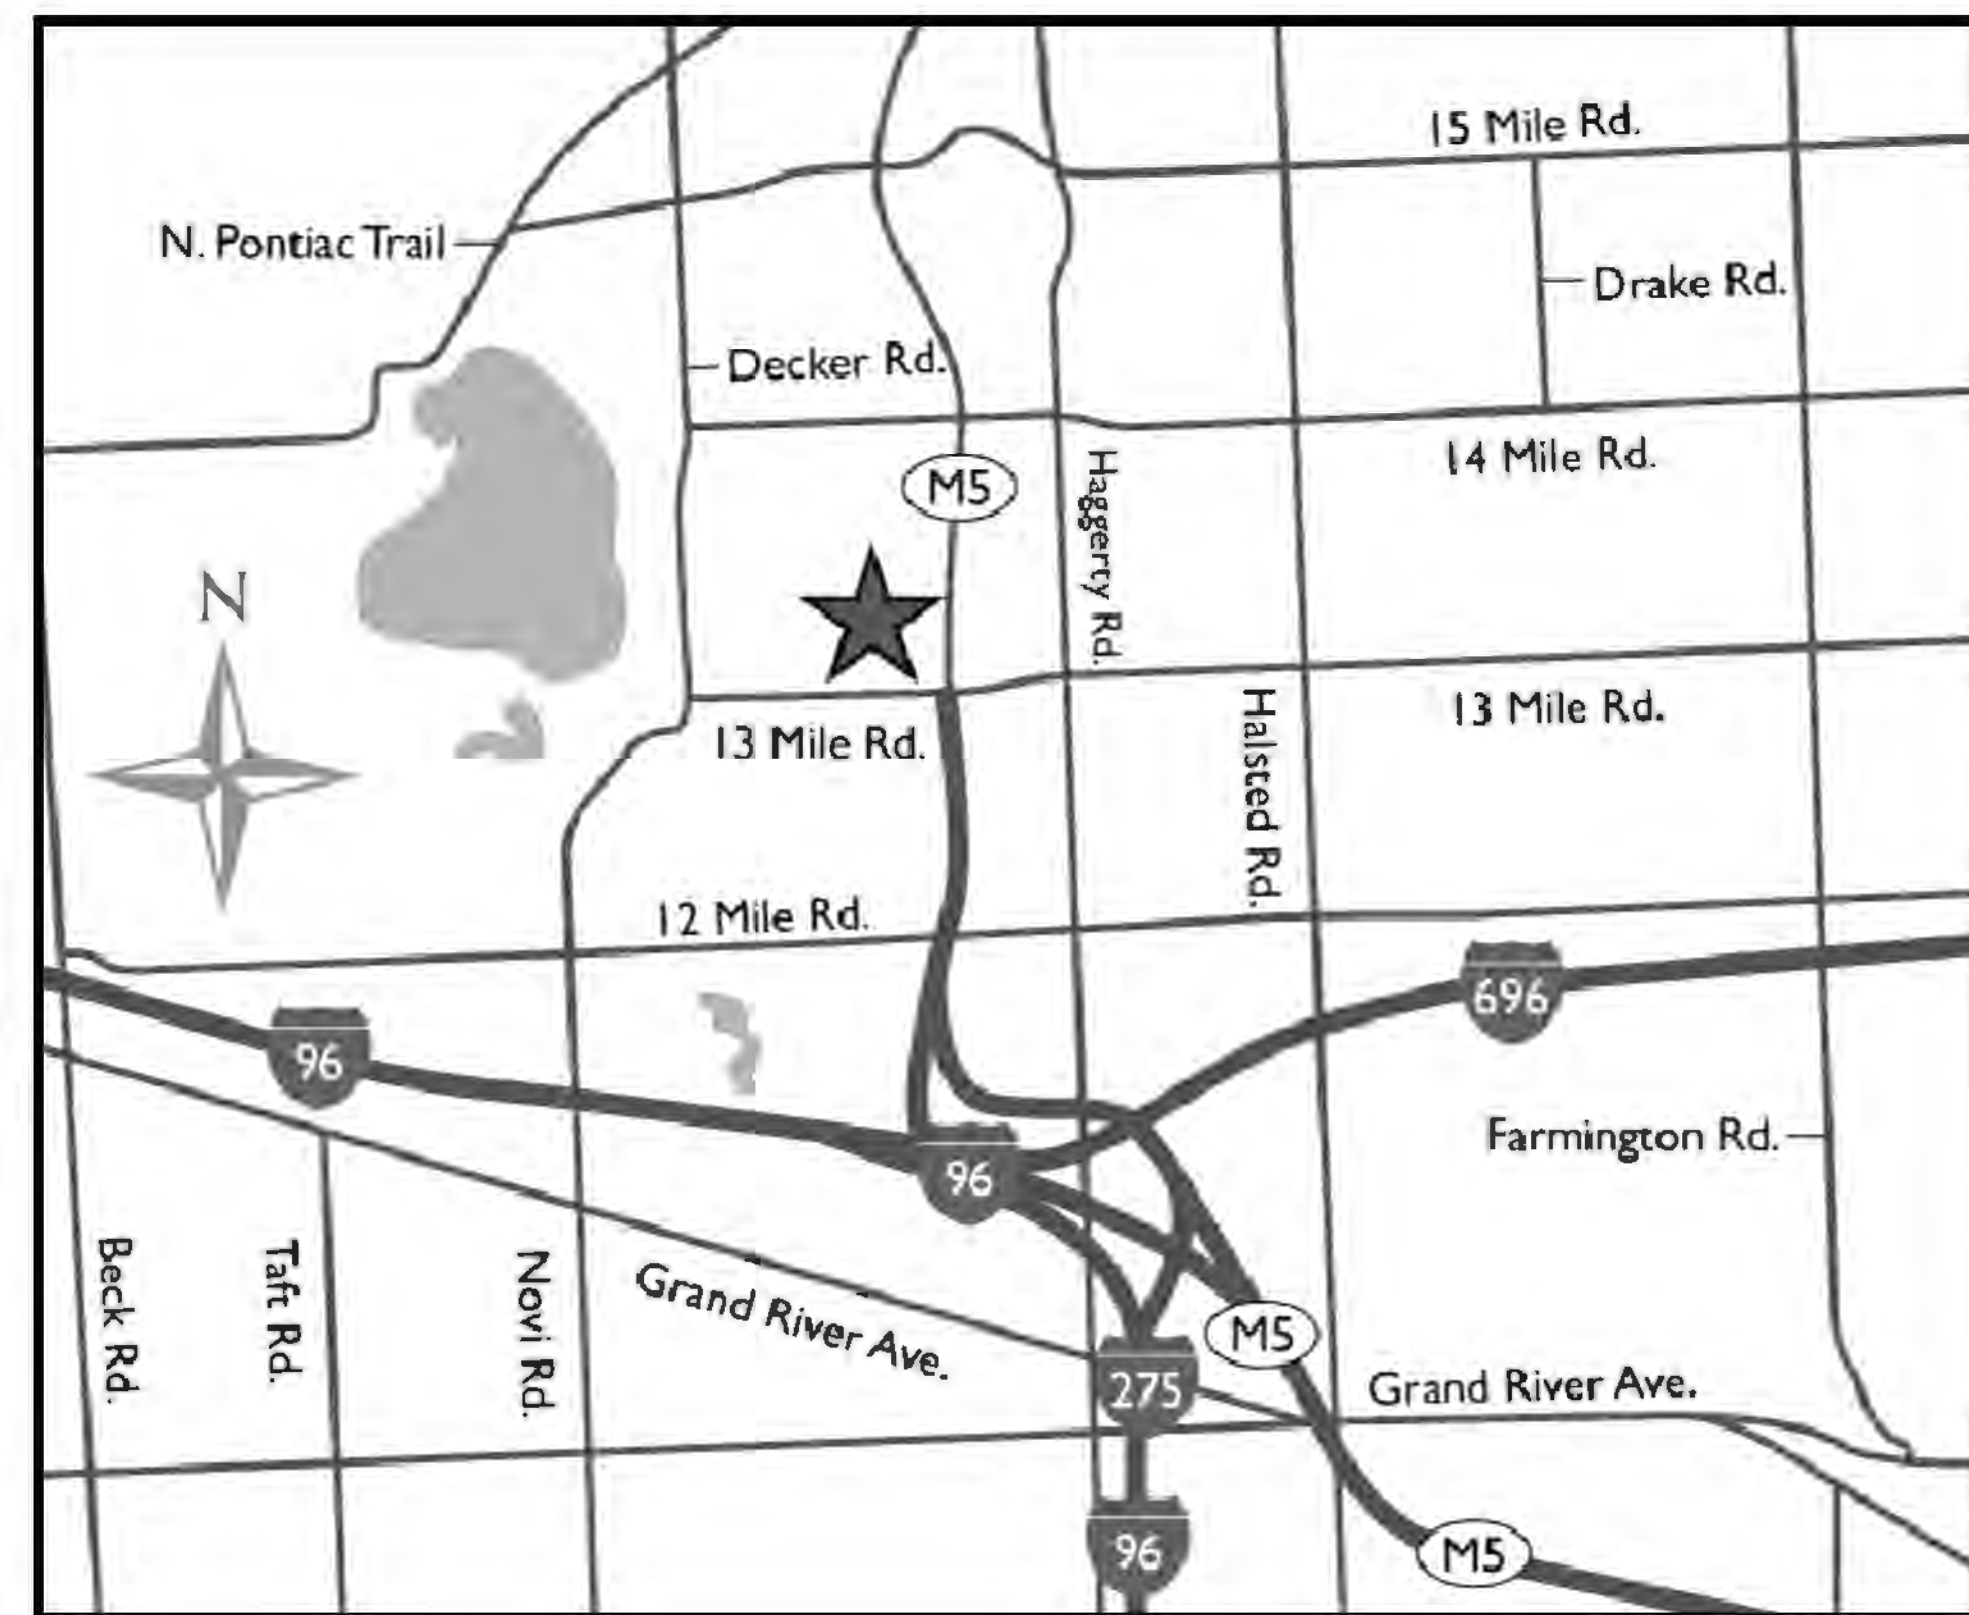 15 Mile Rd.
N. Pontiac Trail
Drake Rd.
Decker Rd.
14 Mile Rd.
M5
Haggerty Rd.
N
13 Mile Rd.
13 Mile Rd.
Halsted Rd.
12 Mile Rd.
696
96
Farmington Rd.
96
Beck Rd.
Taft Rd.
Novi Rd.
Grand River Ave.
M5
275
Grand River Ave.
96
M5